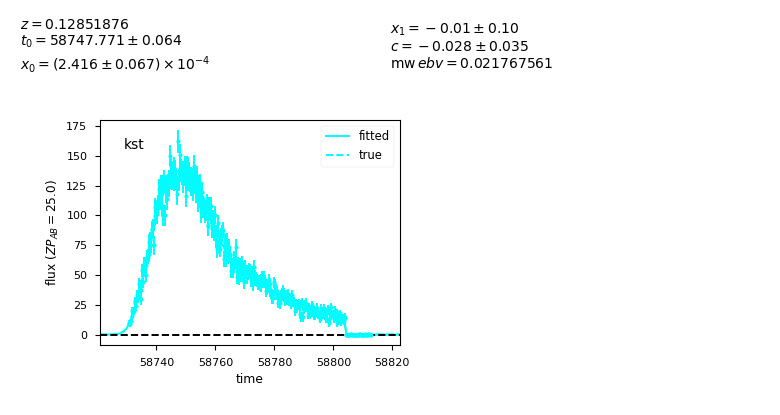 z = 0.12851876
t₀ = 58747.771 ± 0.064
x₀ = (2.416 ± 0.067) × 10⁻⁴
x₁ = −0.01 ± 0.10
c = −0.028 ± 0.035
mw ebv = 0.021767561
kst
fitted
true
175
150
125
100
75
50
25
0
flux (ZP_AB = 25.0)
58740 58760 58780 58800 58820
time